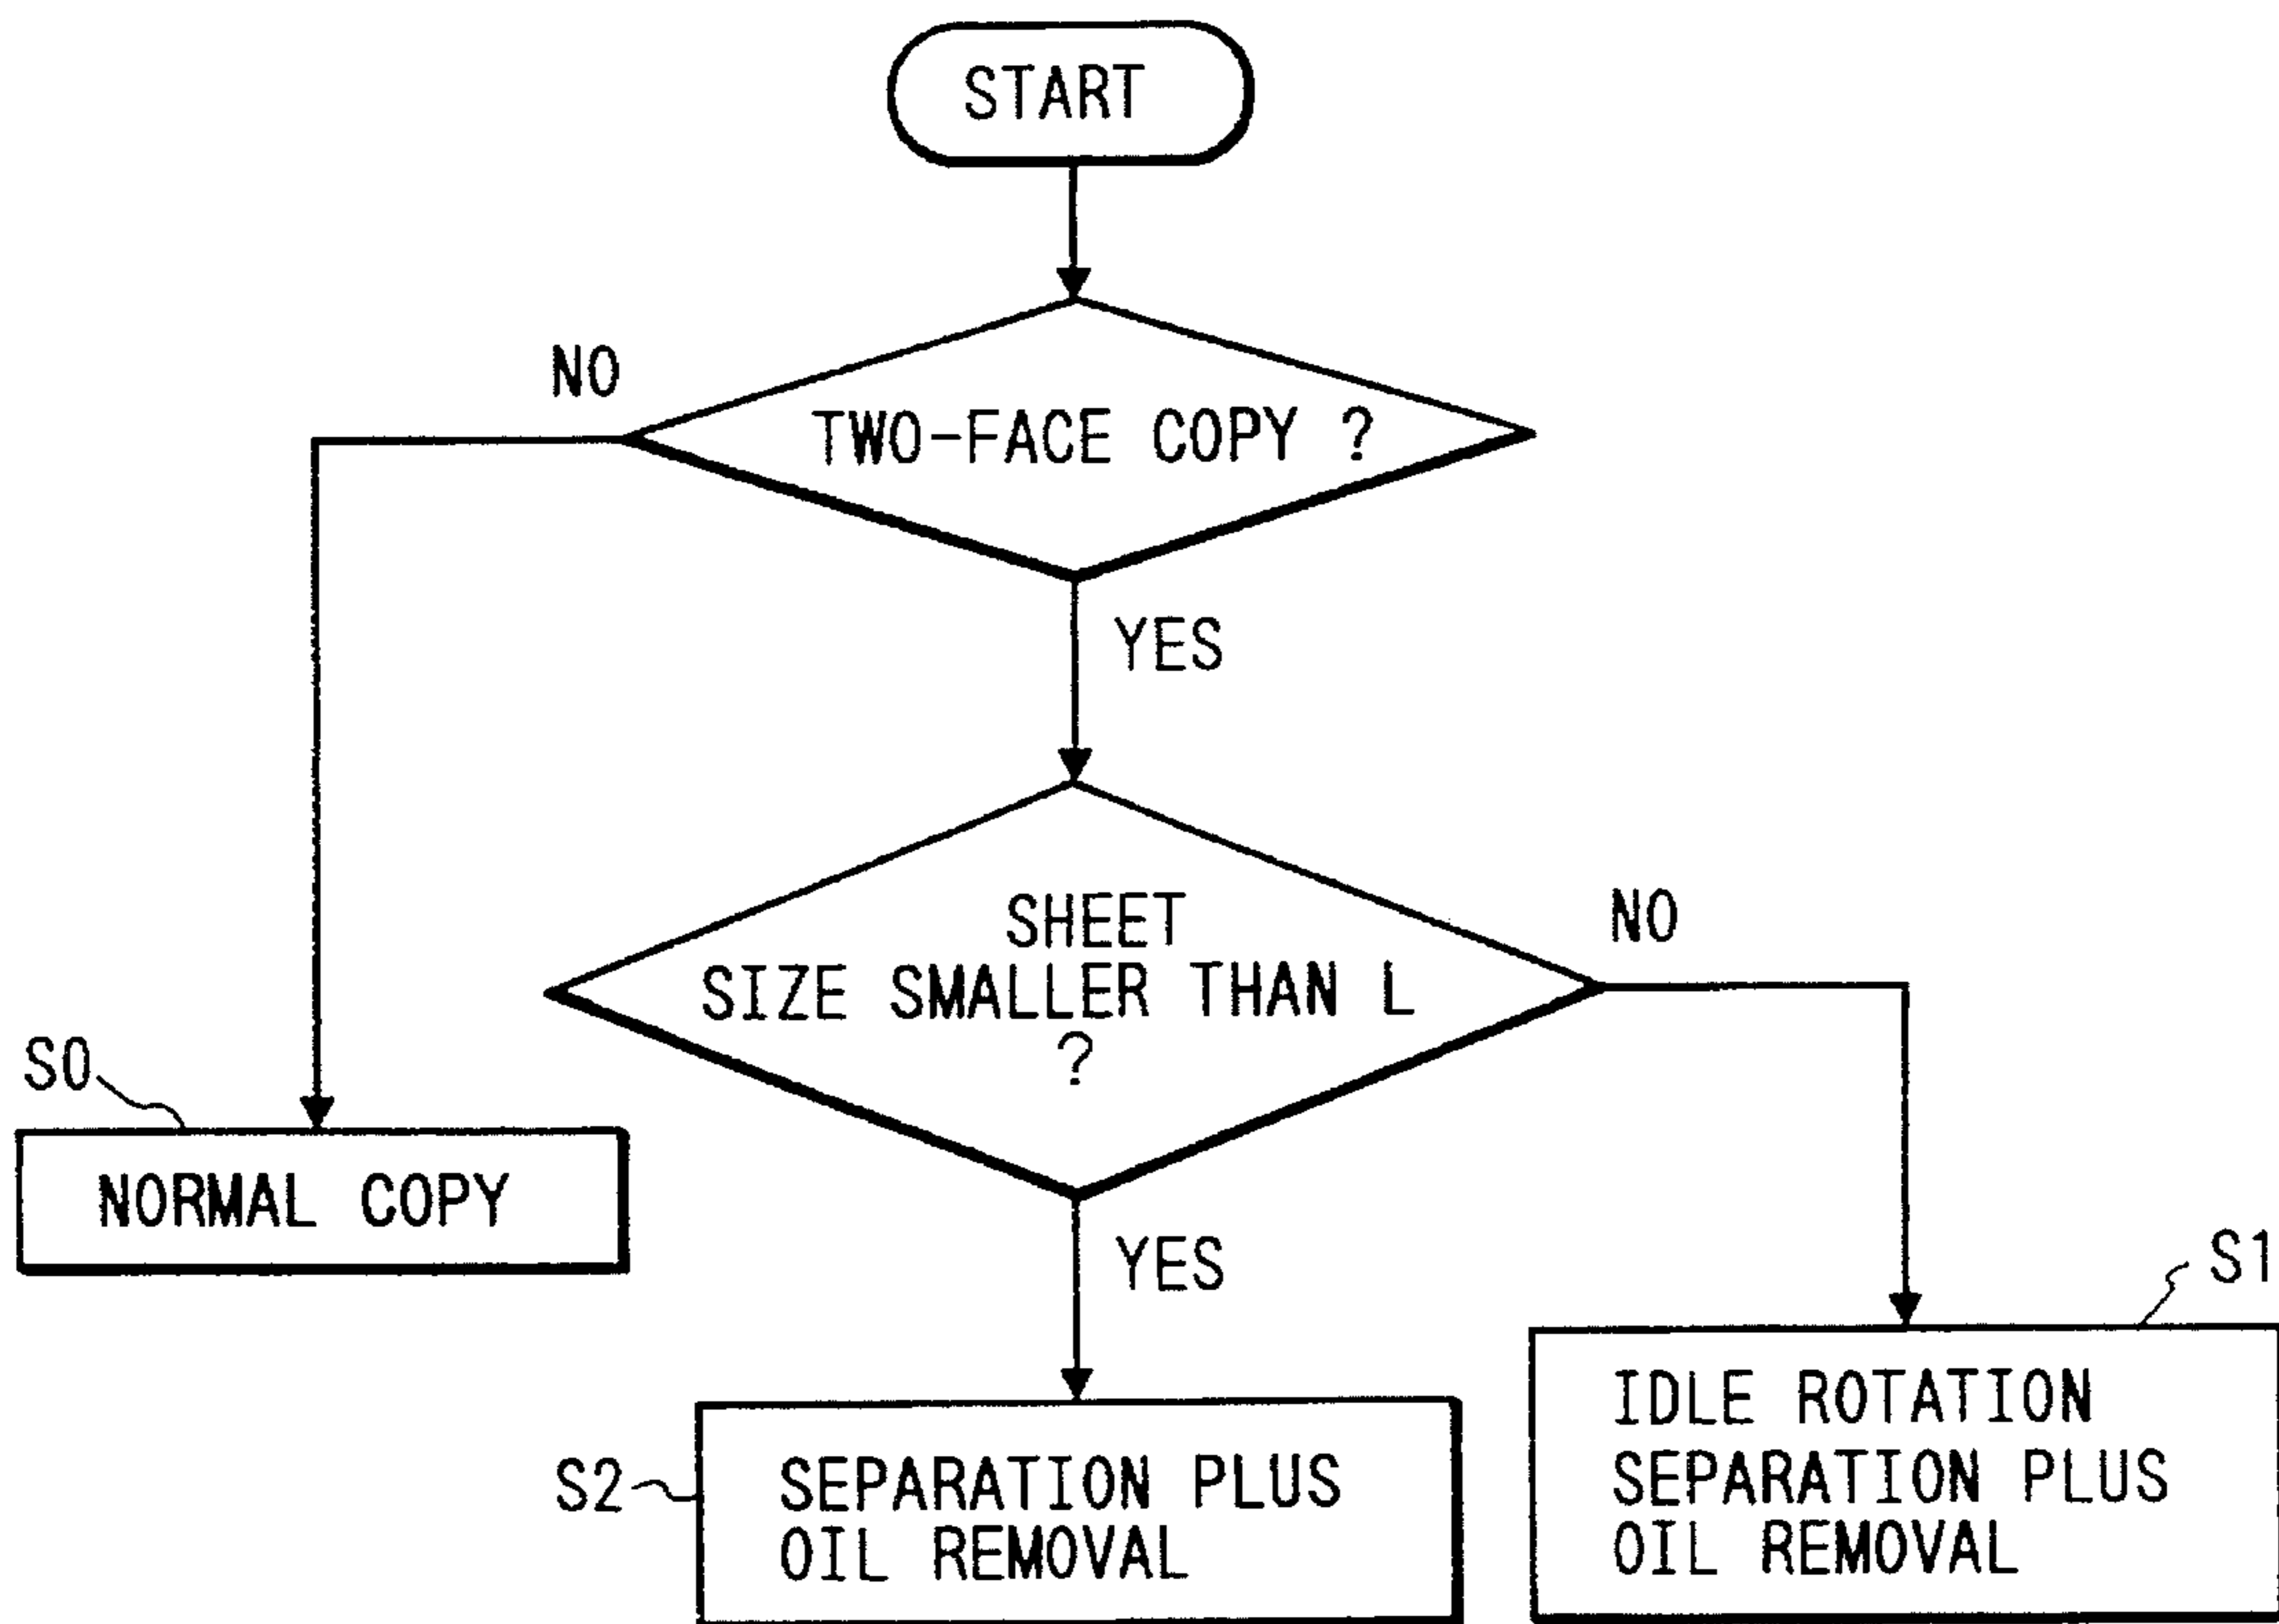 START
NO
TWO-FACE COPY ?
YES
SHEET
SIZE SMALLER THAN L
?
NO
S0
NORMAL COPY
YES
S1
IDLE ROTATION
SEPARATION PLUS
OIL REMOVAL
S2
SEPARATION PLUS
OIL REMOVAL